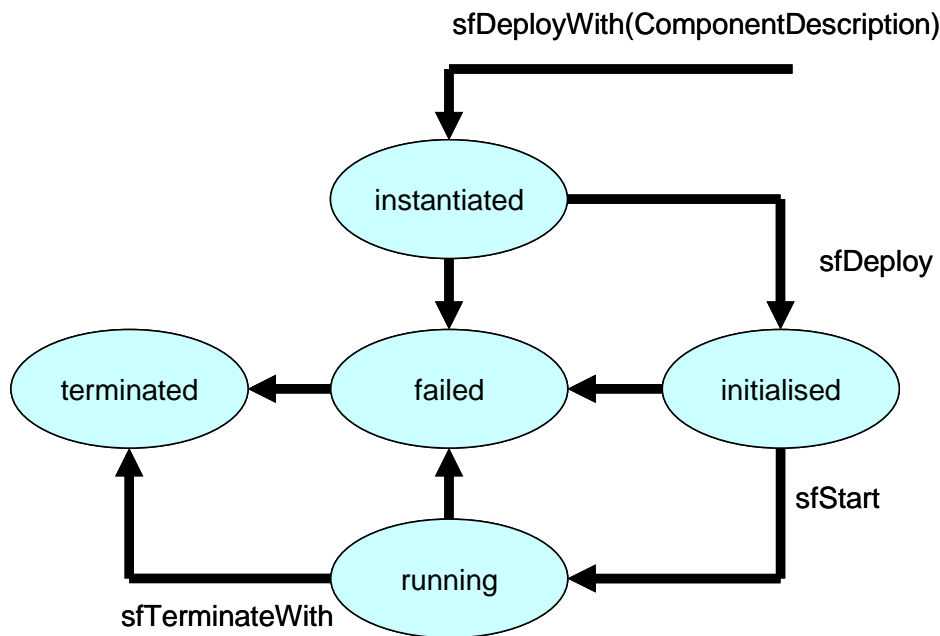 sfDeployWith(ComponentDescription)
instantiated
sfDeploy
terminated
failed
initialised
sfStart
running
sfTerminateWith